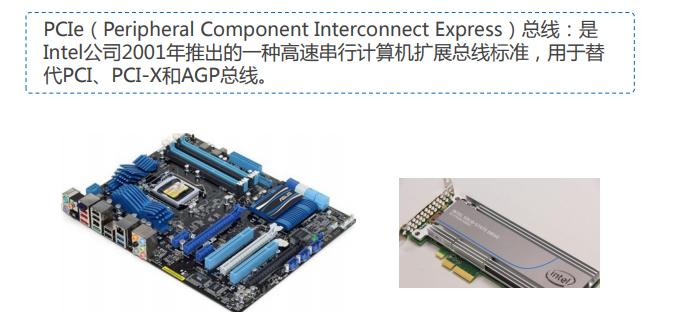 PCIe（Peripheral Component Interconnect Express）总线：是
Intel公司2001年推出的一种高速串行计算机扩展总线标准，用于替
代PCI、PCI-X和AGP总线。
intel